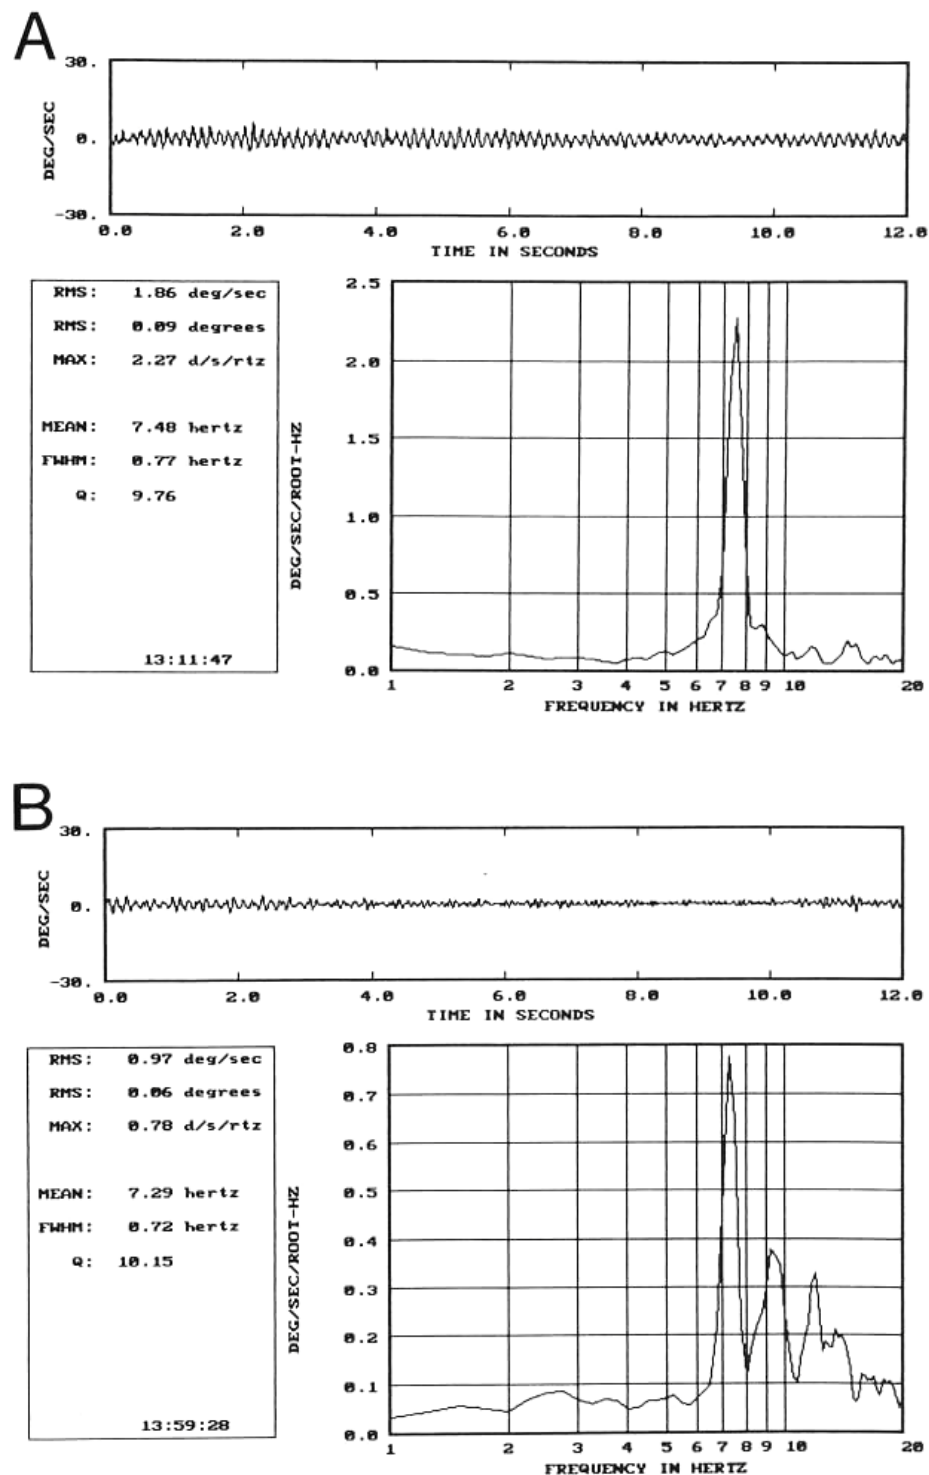 A
30.
0.
-30.
DEG/SEC
0.0 2.0 4.0 6.0 8.0 10.0 12.0
TIME IN SECONDS
RMS: 1.86 deg/sec
RMS: 0.09 degrees
MAX: 2.27 d/s/rtz
MEAN: 7.48 hertz
FWHM: 0.77 hertz
Q: 9.76
13:11:47
DEG/SEC/ROOT-HZ
2.5
2.0
1.5
1.0
0.5
0.0
1 2 3 4 5 6 7 8 9 10 20
FREQUENCY IN HERTZ
B
30.
0.
-30.
DEG/SEC
0.0 2.0 4.0 6.0 8.0 10.0 12.0
TIME IN SECONDS
RMS: 0.97 deg/sec
RMS: 0.06 degrees
MAX: 0.78 d/s/rtz
MEAN: 7.29 hertz
FWHM: 0.72 hertz
Q: 10.15
13:59:28
DEG/SEC/ROOT-HZ
0.8
0.7
0.6
0.5
0.4
0.3
0.2
0.1
0.0
1 2 3 4 5 6 7 8 9 10 20
FREQUENCY IN HERTZ